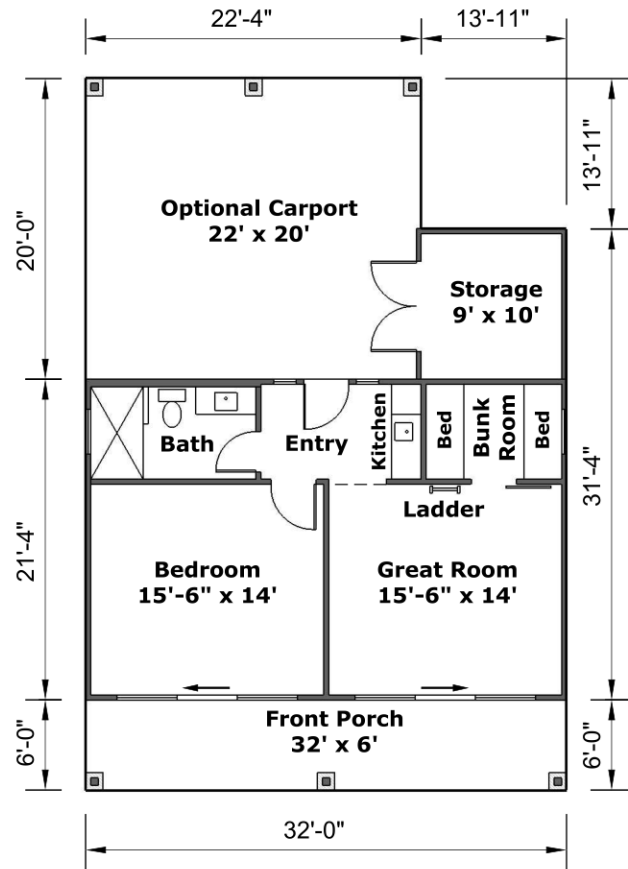 22'-4"
13'-11"
20'-0"
13'-11"
Optional Carport
22' x 20'
Storage
9' x 10'
21'-4"
31'-4"
Bath
Entry
Kitchen
Bed
Bunk
Room
Bed
Ladder
Bedroom
15'-6" x 14'
Great Room
15'-6" x 14'
6'-0"
Front Porch
32' x 6'
6'-0"
32'-0"